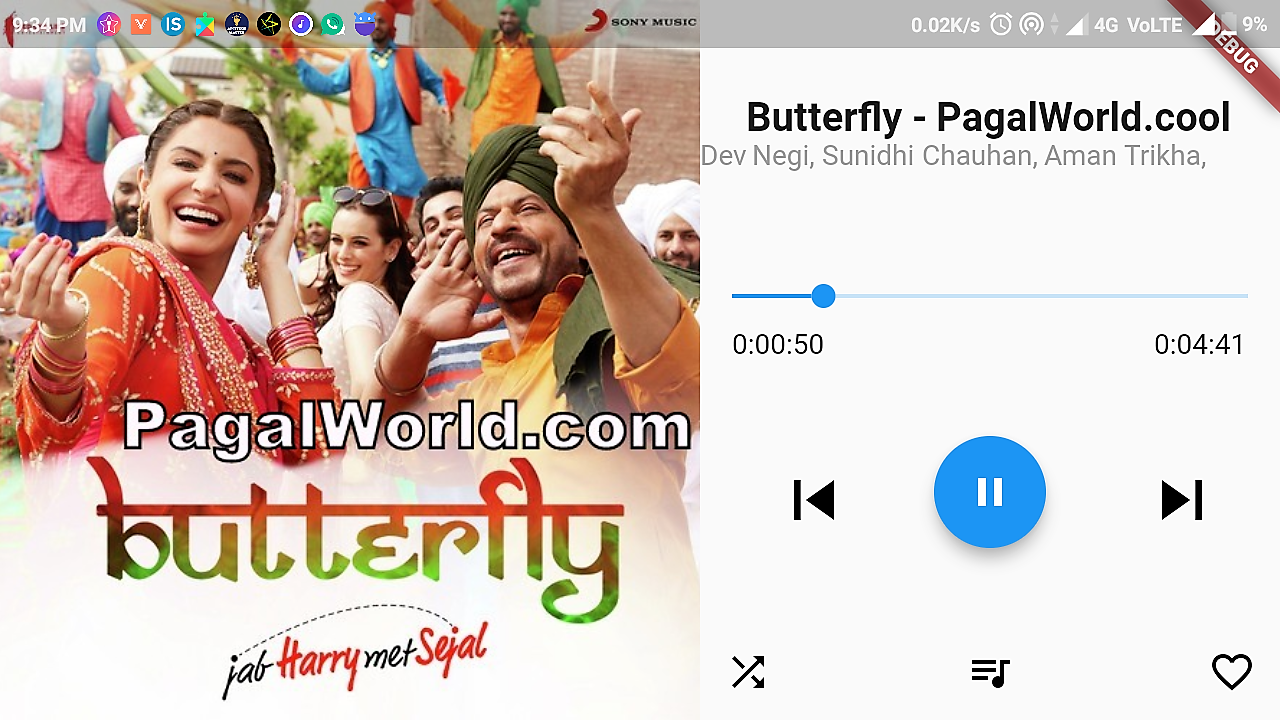 9:34 PM
IS
0.02K/s
4G VoLTE
9%
DEBUG
SONY MUSIC
PagalWorld.com
butterfly
jab Harry met Sejal
Butterfly - PagalWorld.cool
Dev Negi, Sunidhi Chauhan, Aman Trikha,
0:00:50
0:04:41